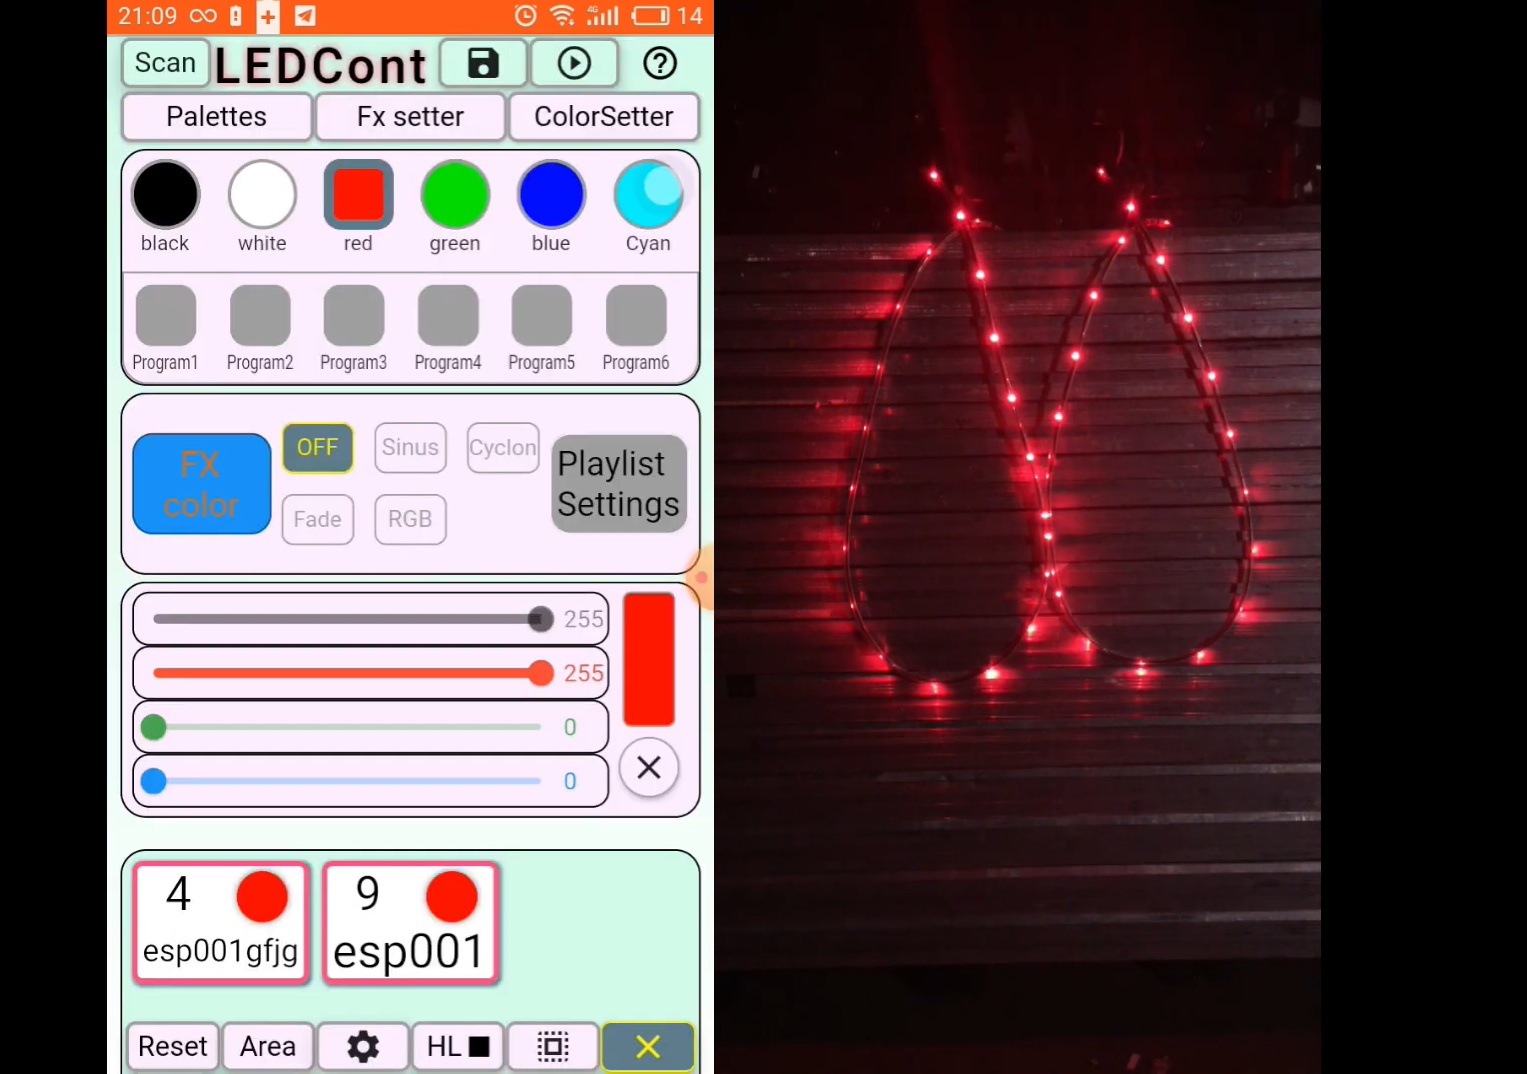 21:09 4G 14
Scan LEDCont
Palettes Fx setter ColorSetter
black white red green blue Cyan
Program1 Program2 Program3 Program4 Program5 Program6
FX
color
OFF Sinus Cyclon
Fade RGB
Playlist
Settings
255
255
0
0
4 9
esp001gfjg esp001
Reset Area HL